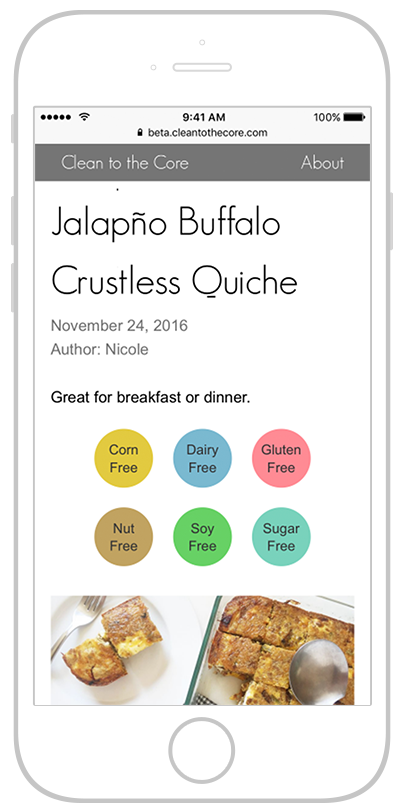 9:41 AM 100%
beta.cleantothecore.com
Clean to the Core About
Jalapño Buffalo
Crustless Quiche
November 24, 2016
Author: Nicole
Great for breakfast or dinner.
Corn Free
Dairy Free
Gluten Free
Nut Free
Soy Free
Sugar Free